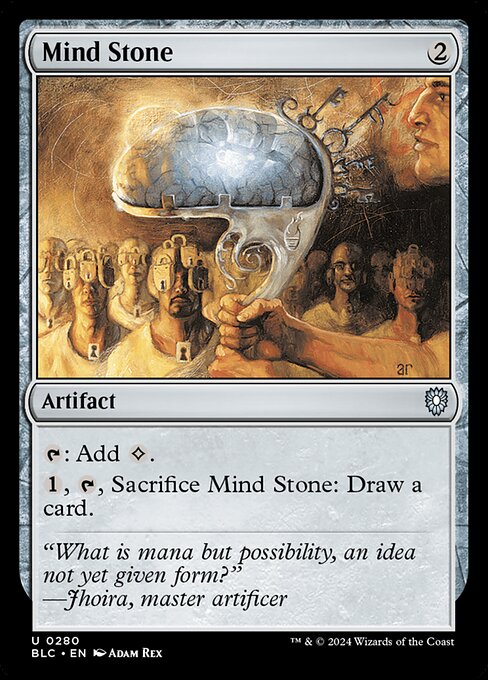 Mind Stone 2
ar
Artifact
: Add .
1, , Sacrifice Mind Stone: Draw a
card.
“What is mana but possibility, an idea
not yet given form?”
—Jhoira, master artificer
U 0280
BLC • EN Adam Rex
™ & © 2024 Wizards of the Coast